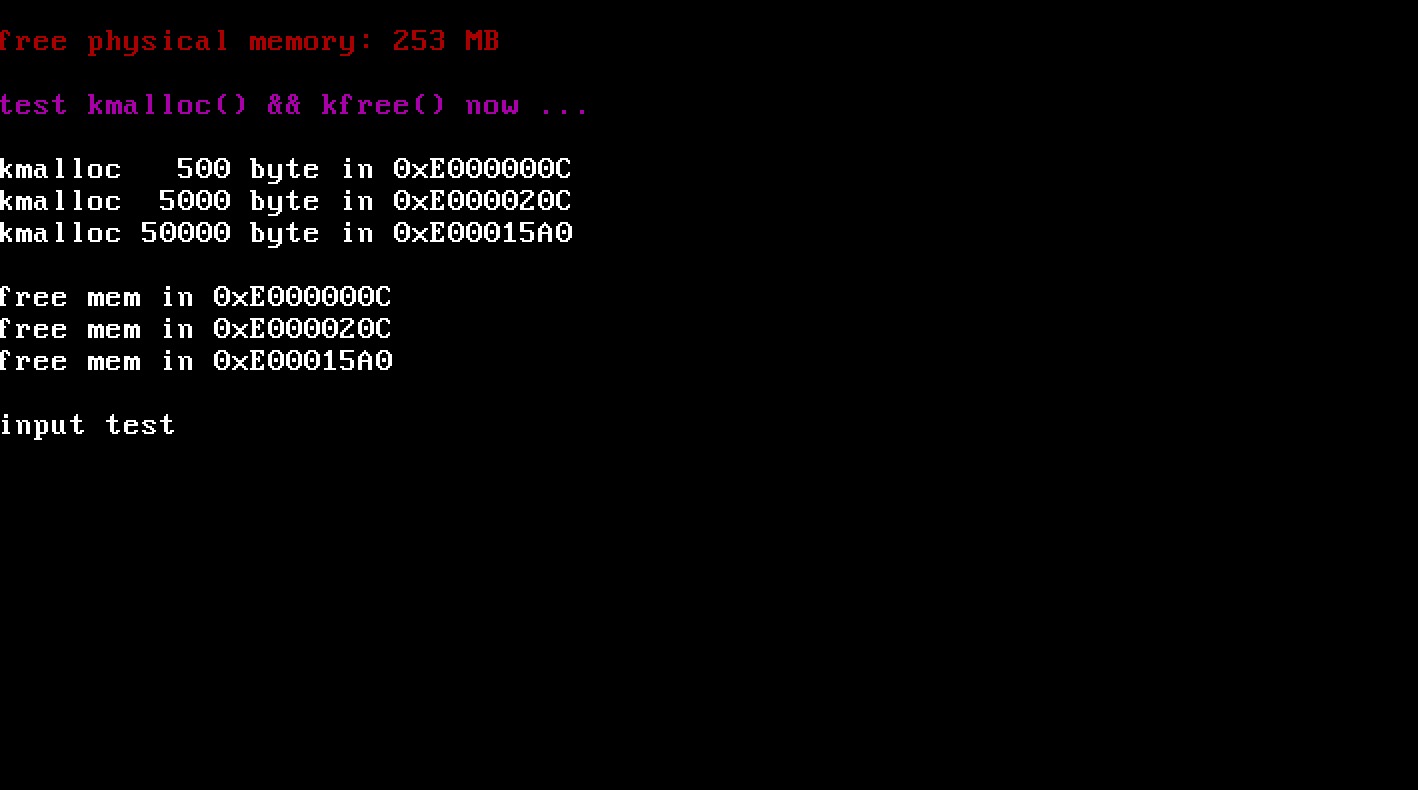 free physical memory: 253 MB
test kmalloc() && kfree() now ...
kmalloc   500 byte in 0xE000000C
kmalloc  5000 byte in 0xE000020C
kmalloc 50000 byte in 0xE00015A0
free mem in 0xE000000C
free mem in 0xE000020C
free mem in 0xE00015A0
input test